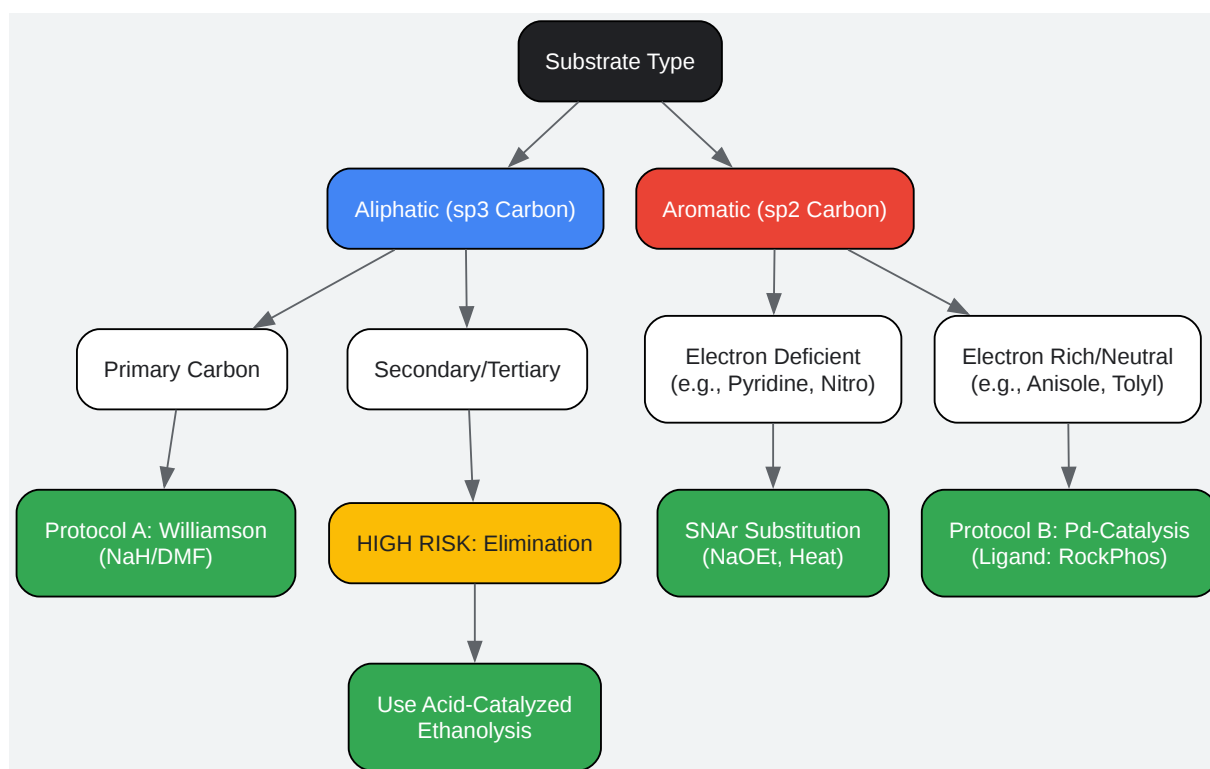 Substrate Type
Aliphatic (sp3 Carbon)
Aromatic (sp2 Carbon)
Primary Carbon
Secondary/Tertiary
Electron Deficient
(e.g., Pyridine, Nitro)
Electron Rich/Neutral
(e.g., Anisole, Tolyl)
Protocol A: Williamson
(NaH/DMF)
HIGH RISK: Elimination
SNAr Substitution
(NaOEt, Heat)
Protocol B: Pd-Catalysis
(Ligand: RockPhos)
Use Acid-Catalyzed
Ethanolysis